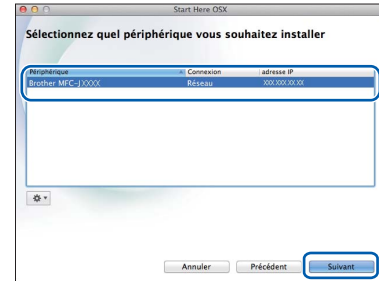 Start Here OSX
Sélectionnez quel périphérique vous souhaitez installer
Périphérique Connexion adresse IP
Brother MFC-JXXXX Réseau XXX.XXX.XX.XX
Annuler Précédent Suivant